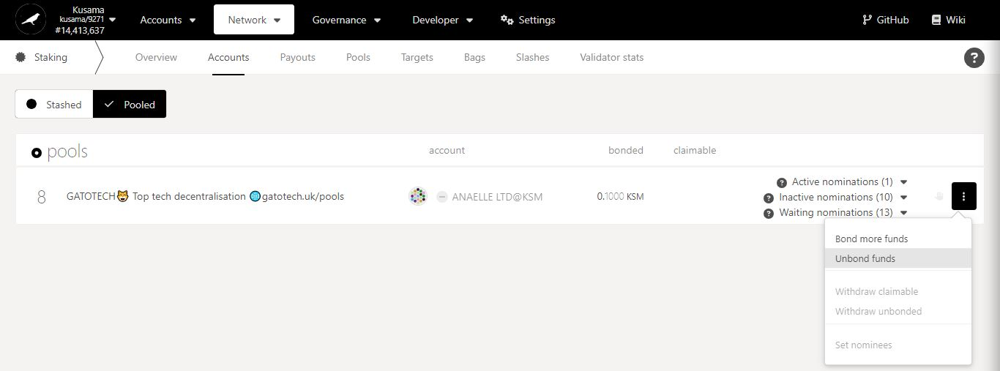 Kusama
kusama/9271
#14,413,637
Accounts
Network
Governance
Developer
Settings
GitHub
Wiki
Staking
Overview
Accounts
Payouts
Pools
Targets
Bags
Slashes
Validator stats
?
Stashed
Pooled
pools account bonded claimable
8 GATOTECH😸 Top tech decentralisation 🌐gatotech.uk/pools ANAELLE LTD@KSM 0.1000 KSM
? Active nominations (1)
? Inactive nominations (10)
? Waiting nominations (13)
Bond more funds
Unbond funds
Withdraw claimable
Withdraw unbonded
Set nominees